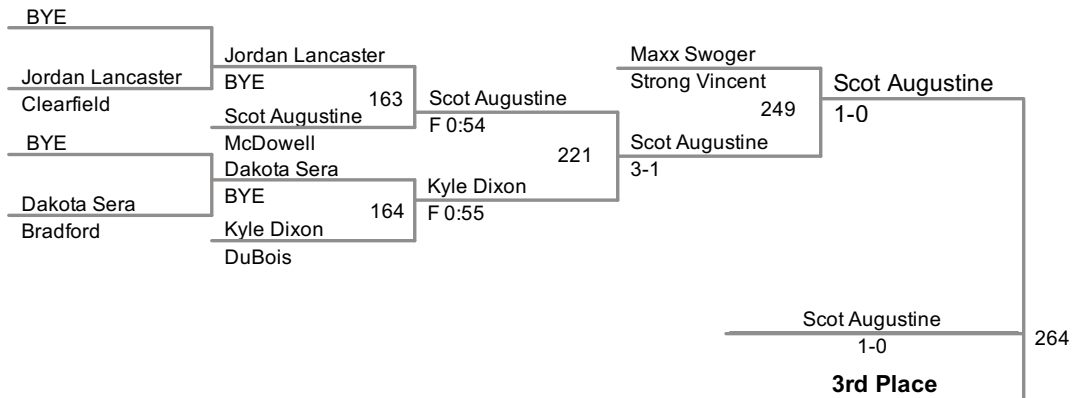 BYE
Jordan Lancaster
Clearfield
BYE
Dakota Sera
Bradford
Jordan Lancaster
BYE
163
Scot Augustine
McDowell
Dakota Sera
BYE
164
Kyle Dixon
DuBois
Scot Augustine
F 0:54
221
Kyle Dixon
F 0:55
Maxx Swoger
Strong Vincent
249
Scot Augustine
3-1
Scot Augustine
1-0
Scot Augustine
1-0
264
3rd Place